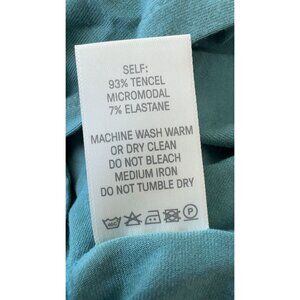 SELF:
93% TENCEL
MICROMODAL
7% ELASTANE
MACHINE WASH WARM
OR DRY CLEAN
DO NOT BLEACH
MEDIUM IRON
DO NOT TUMBLE DRY